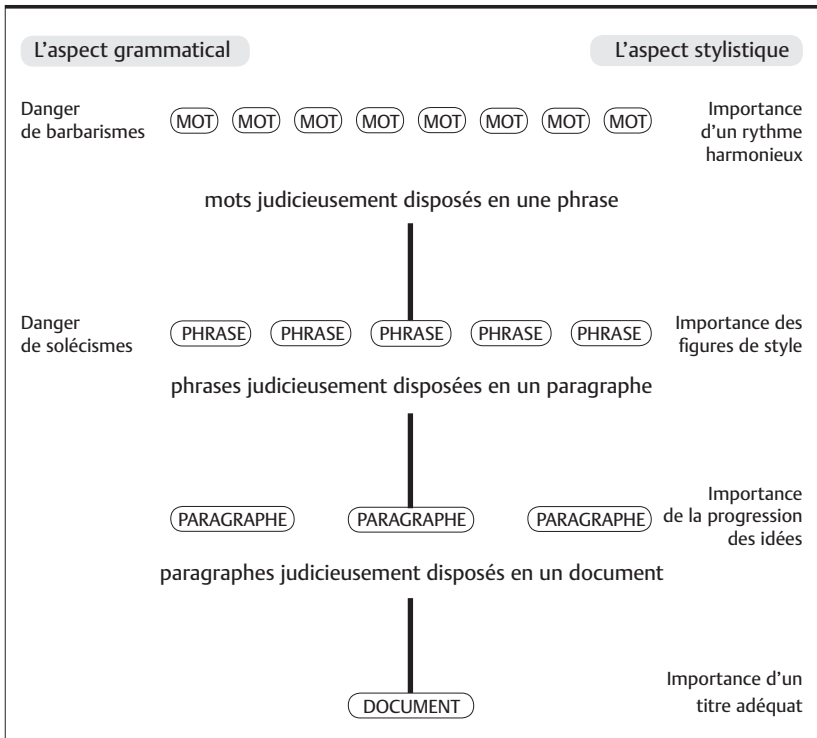 L’aspect grammatical
L’aspect stylistique
Danger
de barbarismes
MOT MOT MOT MOT MOT MOT MOT MOT
Importance
d’un rythme
harmonieux
mots judicieusement disposés en une phrase
Danger
de solécismes
PHRASE PHRASE PHRASE PHRASE PHRASE
Importance des
figures de style
phrases judicieusement disposées en un paragraphe
PARAGRAPHE PARAGRAPHE PARAGRAPHE
Importance
de la progression
des idées
paragraphes judicieusement disposés en un document
DOCUMENT
Importance d’un
titre adéquat